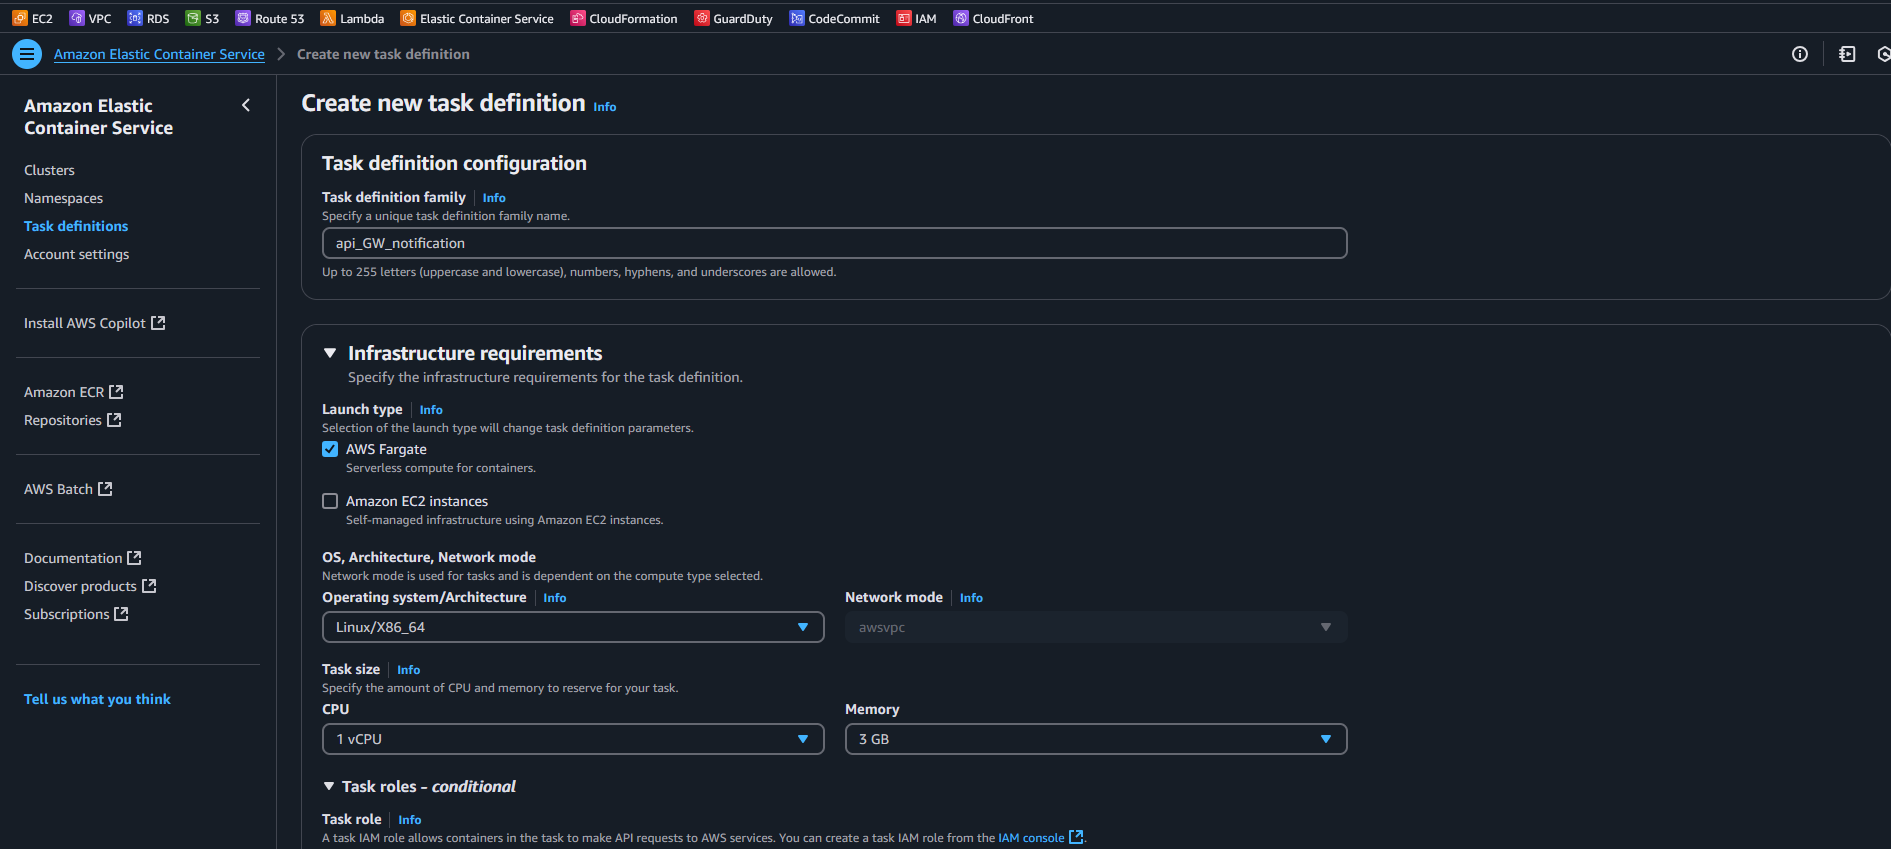 EC2 VPC RDS S3 Route 53 Lambda Elastic Container Service CloudFormation GuardDuty CodeCommit IAM CloudFront
Amazon Elastic Container Service > Create new task definition
Amazon Elastic
Container Service
Clusters
Namespaces
Task definitions
Account settings
Install AWS Copilot
Amazon ECR
Repositories
AWS Batch
Documentation
Discover products
Subscriptions
Tell us what you think
Create new task definition Info
Task definition configuration
Task definition family Info
Specify a unique task definition family name.
api_GW_notification
Up to 255 letters (uppercase and lowercase), numbers, hyphens, and underscores are allowed.
Infrastructure requirements
Specify the infrastructure requirements for the task definition.
Launch type Info
Selection of the launch type will change task definition parameters.
AWS Fargate
Serverless compute for containers.
Amazon EC2 instances
Self-managed infrastructure using Amazon EC2 instances.
OS, Architecture, Network mode
Network mode is used for tasks and is dependent on the compute type selected.
Operating system/Architecture Info
Linux/X86_64
Network mode Info
awsvpc
Task size Info
Specify the amount of CPU and memory to reserve for your task.
CPU
1 vCPU
Memory
3 GB
Task roles - conditional
Task role Info
A task IAM role allows containers in the task to make API requests to AWS services. You can create a task IAM role from the IAM console.